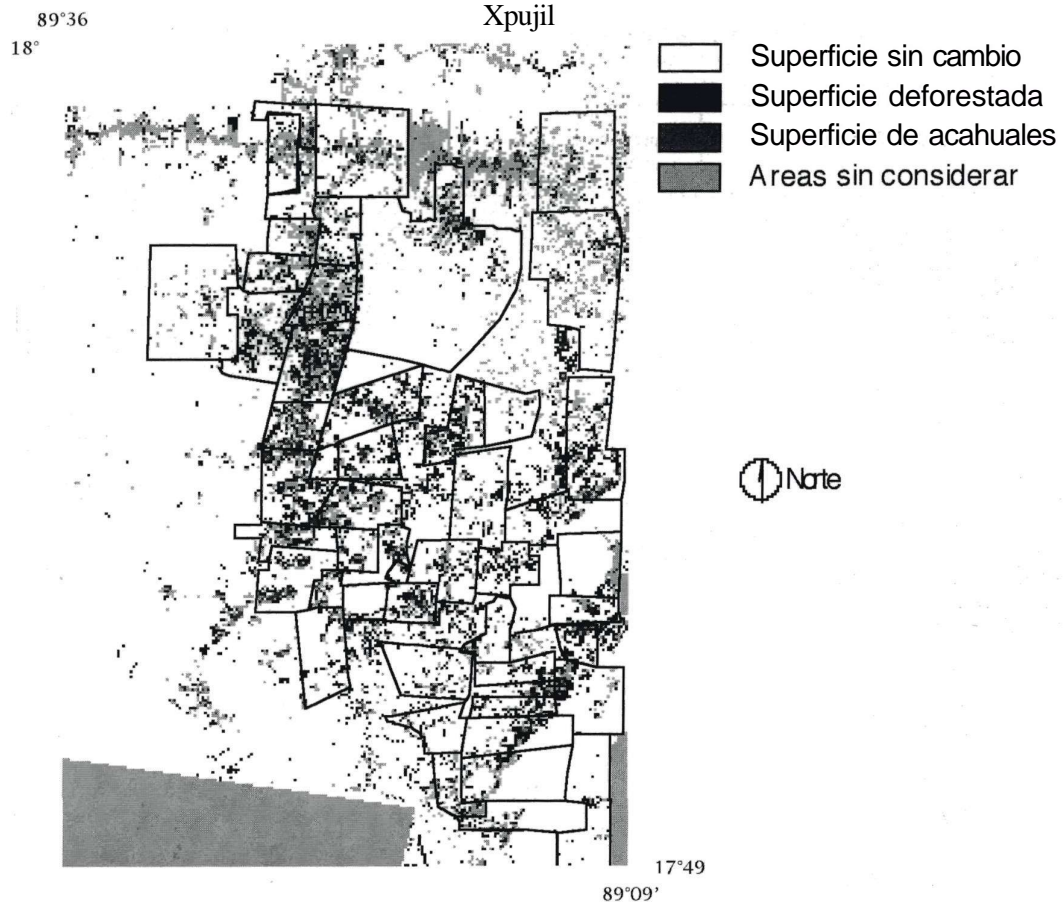 89°36
Xpujil
18°
Superficie sin cambio
Superficie deforestada
Superficie de acahuales
Areas sin considerar
Norte
17°49
89°09'